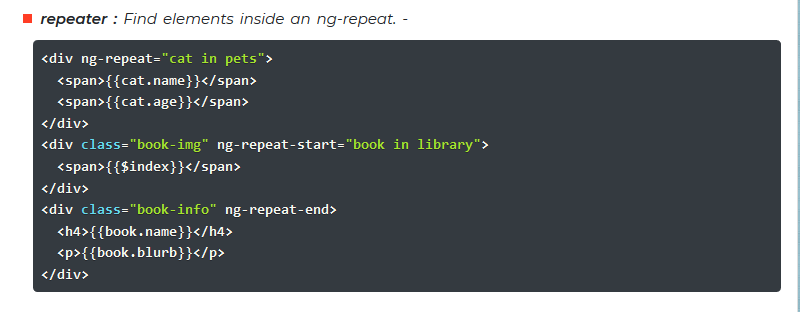 repeater : Find elements inside an ng-repeat. -
<div ng-repeat="cat in pets">
  <span>{{cat.name}}</span>
  <span>{{cat.age}}</span>
</div>
<div class="book-img" ng-repeat-start="book in library">
  <span>{{$index}}</span>
</div>
<div class="book-info" ng-repeat-end>
  <h4>{{book.name}}</h4>
  <p>{{book.blurb}}</p>
</div>